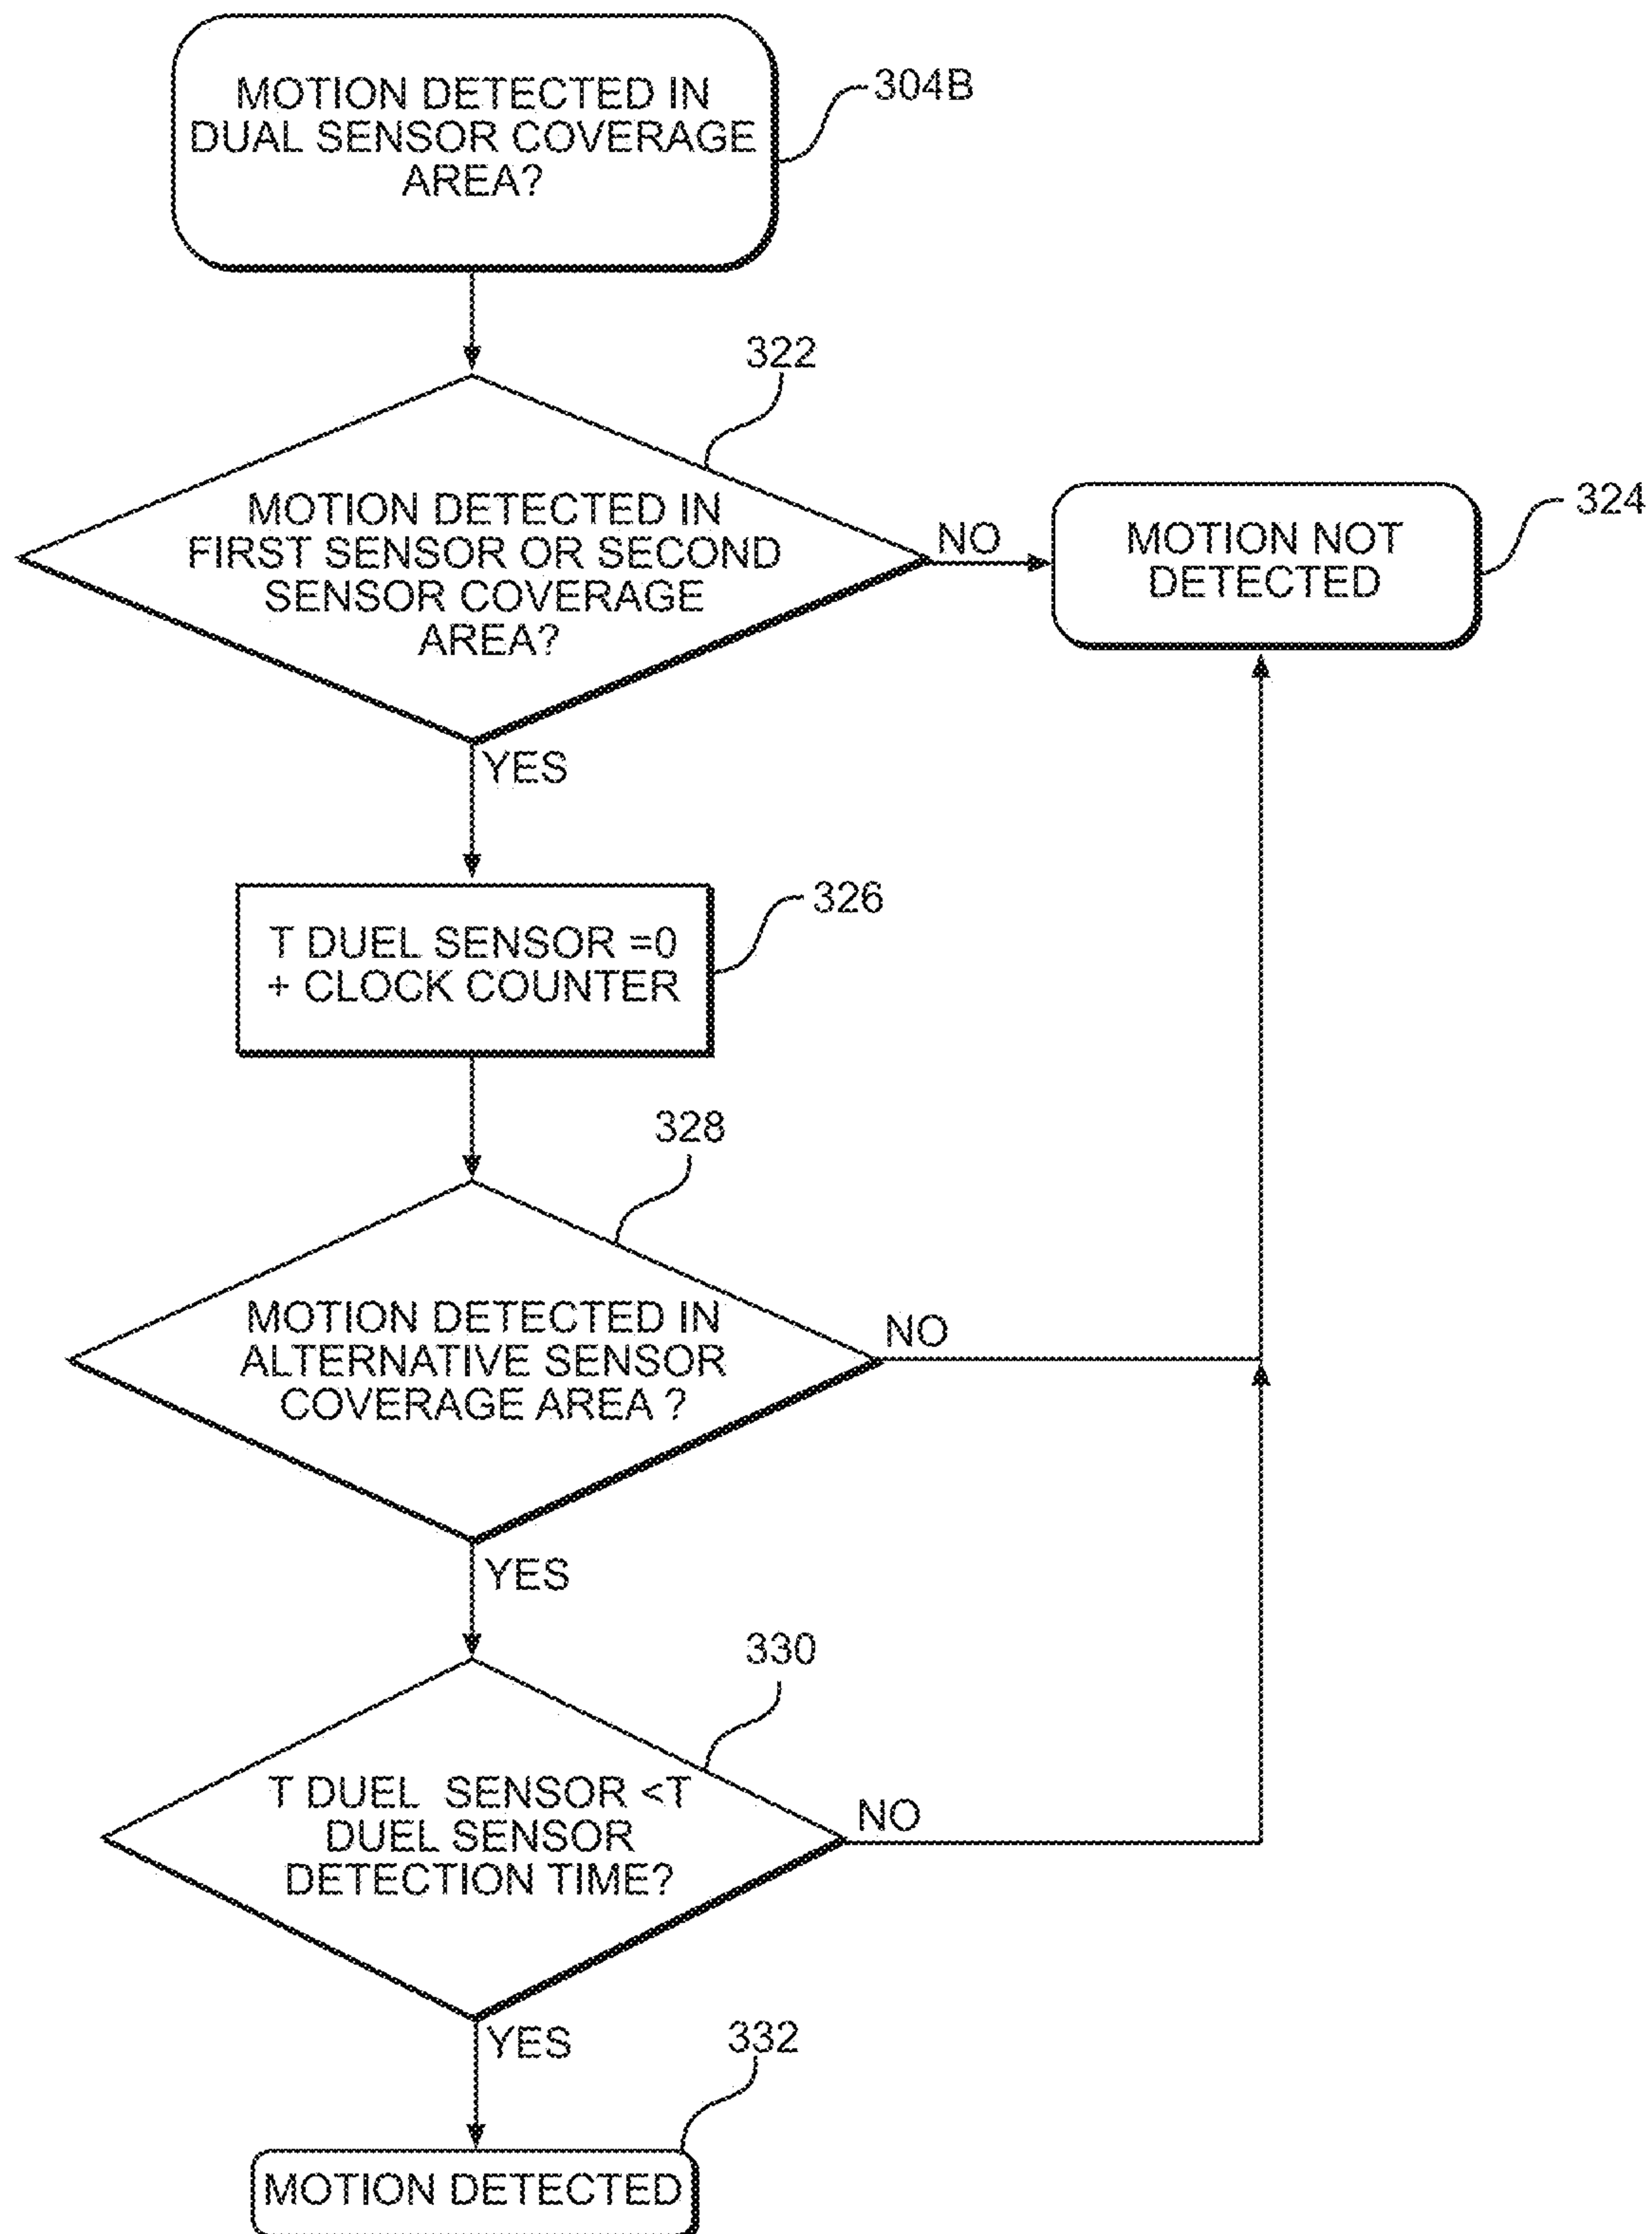 MOTION DETECTED IN
DUAL SENSOR COVERAGE
AREA?
304B
322
MOTION DETECTED IN
FIRST SENSOR OR SECOND
SENSOR COVERAGE
AREA?
NO
MOTION NOT
DETECTED
324
YES
T DUEL SENSOR =0
+ CLOCK COUNTER
326
328
MOTION DETECTED IN
ALTERNATIVE SENSOR
COVERAGE AREA ?
NO
YES
330
T DUEL SENSOR <T
DUEL SENSOR
DETECTION TIME?
NO
YES
332
MOTION DETECTED